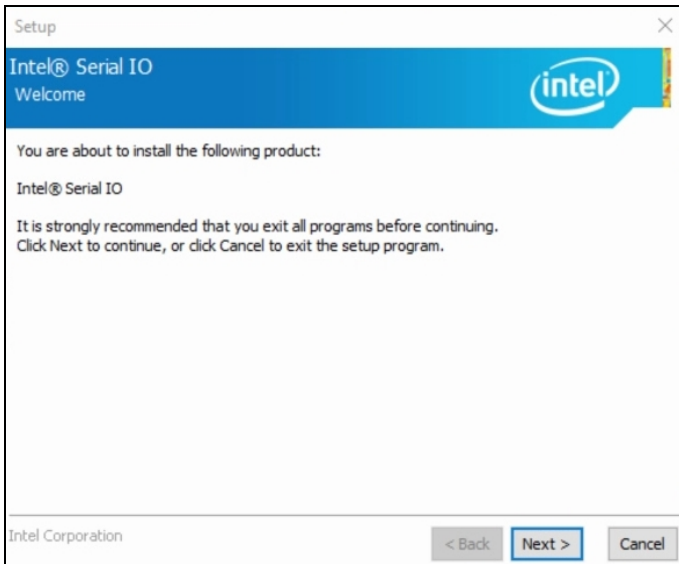 Setup
Intel® Serial IO
intel
Welcome
You are about to install the following product:
Intel® Serial IO
It is strongly recommended that you exit all programs before continuing.
Click Next to continue, or click Cancel to exit the setup program.
Intel Corporation
< Back Next > Cancel